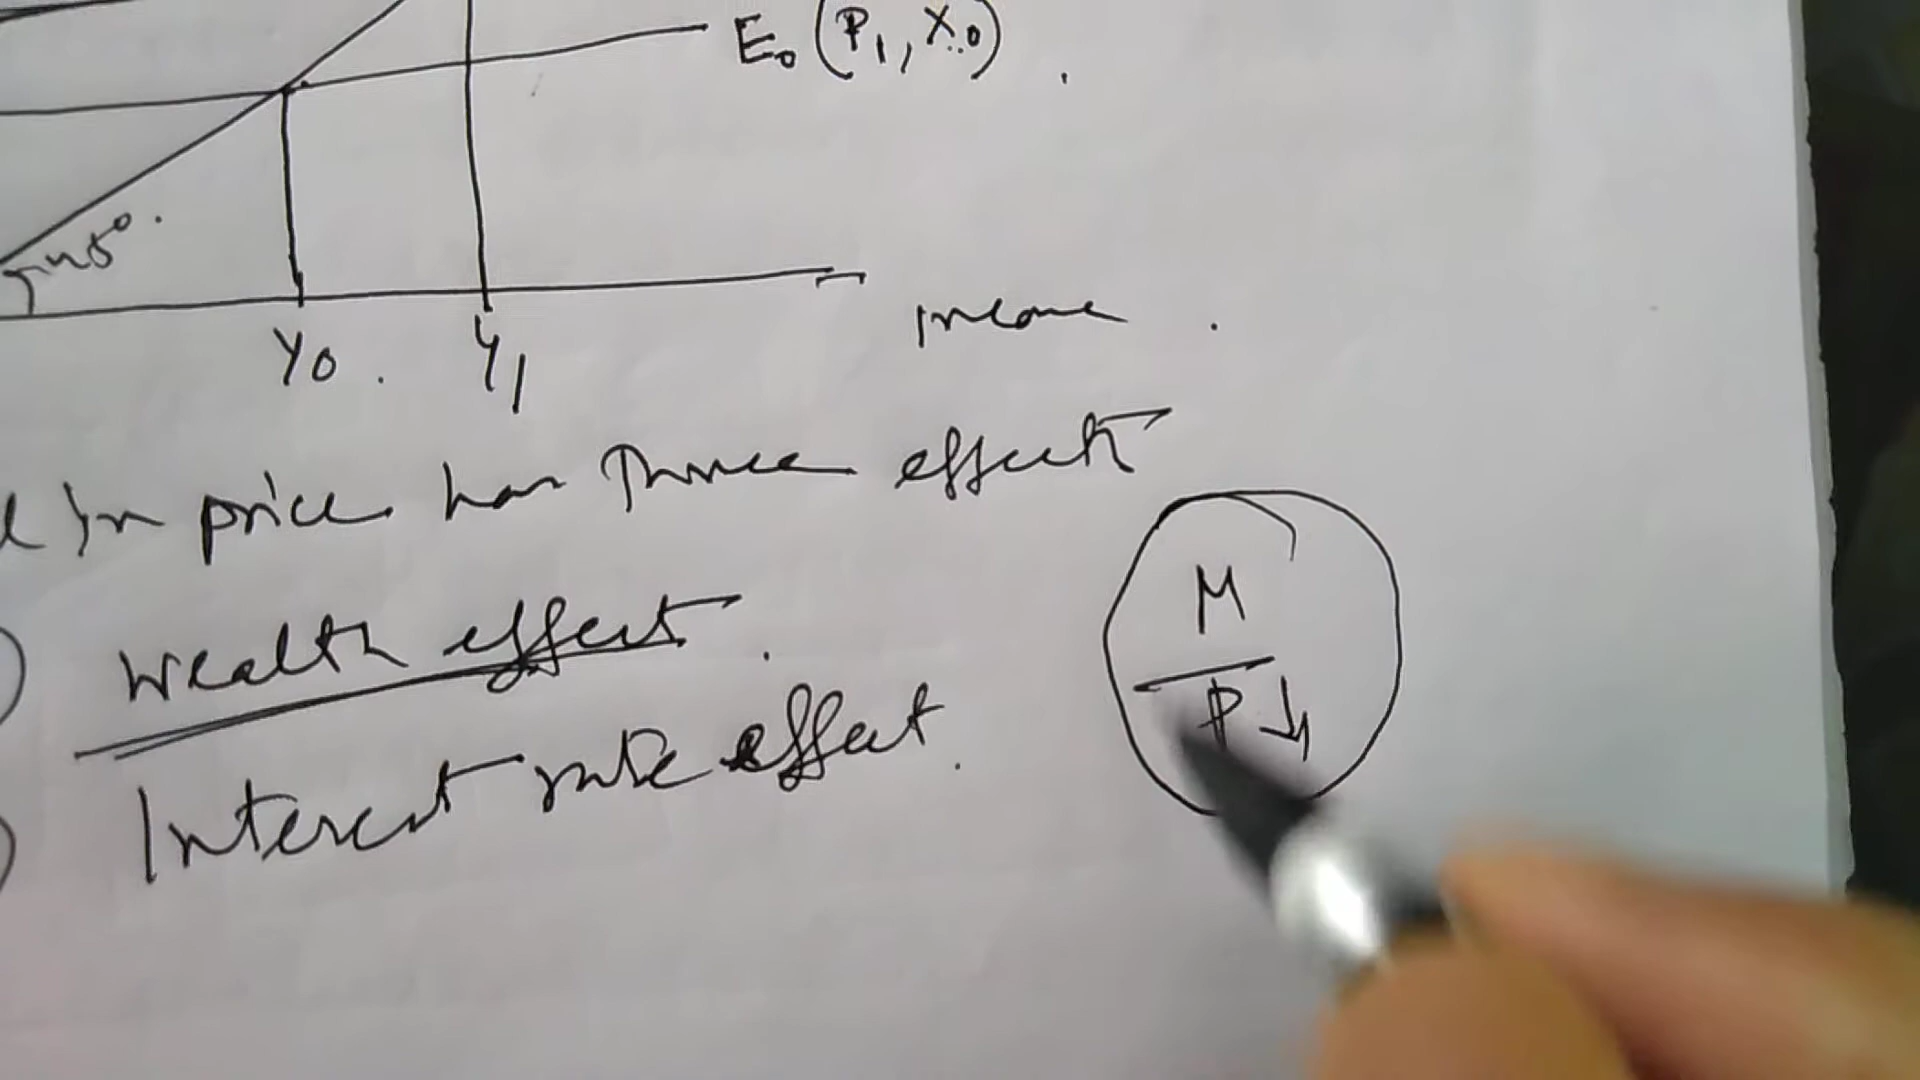 E₀ (P₁, X₀) .
45° .
Y₀ . Y₁
income .
in price has three effects
Wealth effect .
M
P ↓
Interest rate effect .